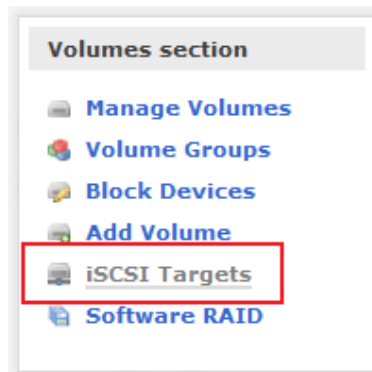 Volumes section
Manage Volumes
Volume Groups
Block Devices
Add Volume
iSCSI Targets
Software RAID